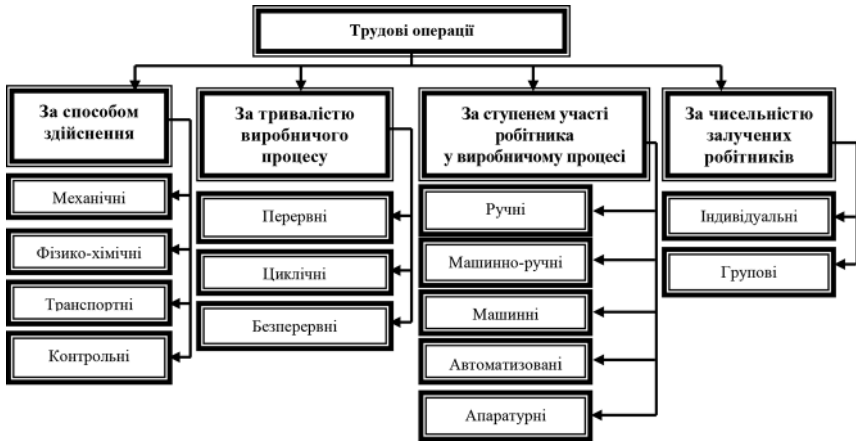 Трудові операції
За способом
здійснення
Механічні
Фізико-хімічні
Транспортні
Контрольні
За тривалістю
виробничого
процесу
Перервні
Циклічні
Безперервні
За ступенем участі
робітника
у виробничому процесі
Ручні
Машинно-ручні
Машинні
Автоматизовані
Апаратурні
За чисельністю
залучених
робітників
Індивідуальні
Групові